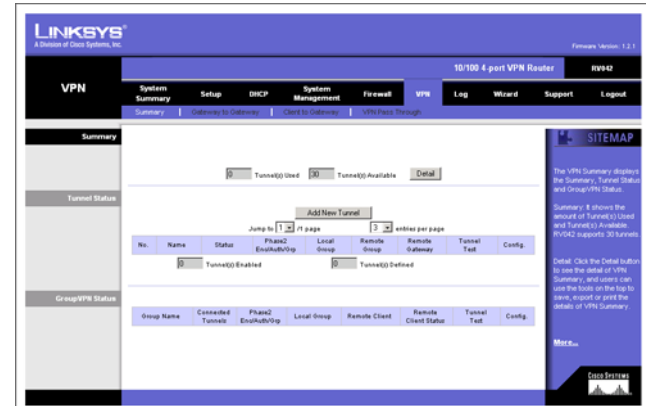 LINKSYS®
A Division of Cisco Systems, Inc.
Firmware Version: 1.2.1
10/100 4-port VPN Router RV042
VPN
System Summary Setup DHCP System Management Firewall VPN Log Wizard Support Logout
Summary | Gateway to Gateway | Client to Gateway | VPN Pass Through
Summary
SITEMAP
0 Tunnel(s) Used 30 Tunnel(s) Available Detail
The VPN Summary displays
the Summary, Tunnel Status
and GroupVPN Status.
Summary: It shows the
amount of Tunnel(s) Used
and Tunnel(s) Available.
RV042 supports 30 tunnels.
Detail: Click the Detail button
to see the detail of VPN
Summary, and users can
use the tools on the top to
save, export or print the
details of VPN Summary.
More...
Tunnel Status
Add New Tunnel
Jump to 1 /1 page 3 entries per page
No. Name Status Phase2 Enc/Auth/Grp Local Group Remote Group Remote Gateway Tunnel Test Config.
0 Tunnel(s) Enabled 0 Tunnel(s) Defined
GroupVPN Status
Group Name Connected Tunnels Phase2 Enc/Auth/Grp Local Group Remote Client Remote Client Status Tunnel Test Config.
CISCO SYSTEMS